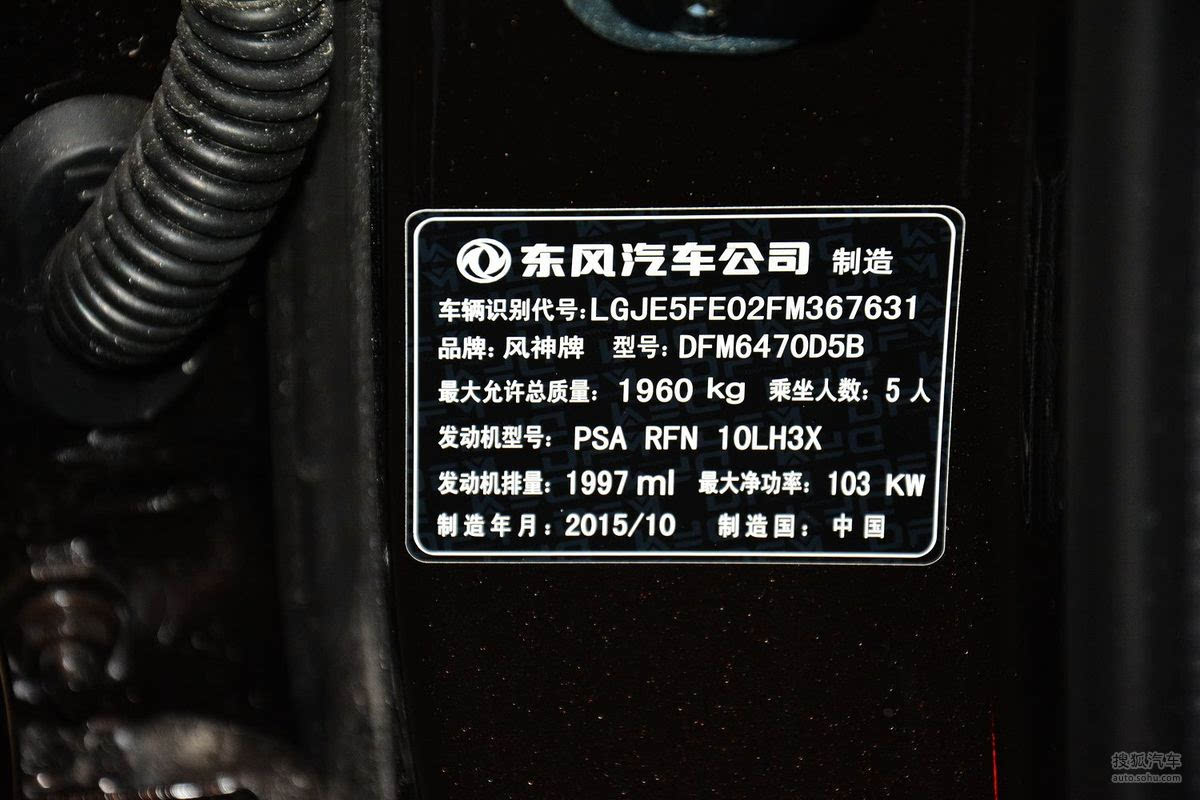 东风汽车公司 制造
车辆识别代号:LGJE5FE02FM367631
品牌: 风神牌 型号: DFM6470D5B
最大允许总质量: 1960 kg 乘坐人数: 5 人
发动机型号: PSA RFN 10LH3X
发动机排量: 1997 ml 最大净功率: 103 KW
制造年月: 2015/10 制造国: 中国
搜狐汽车
auto.sohu.com